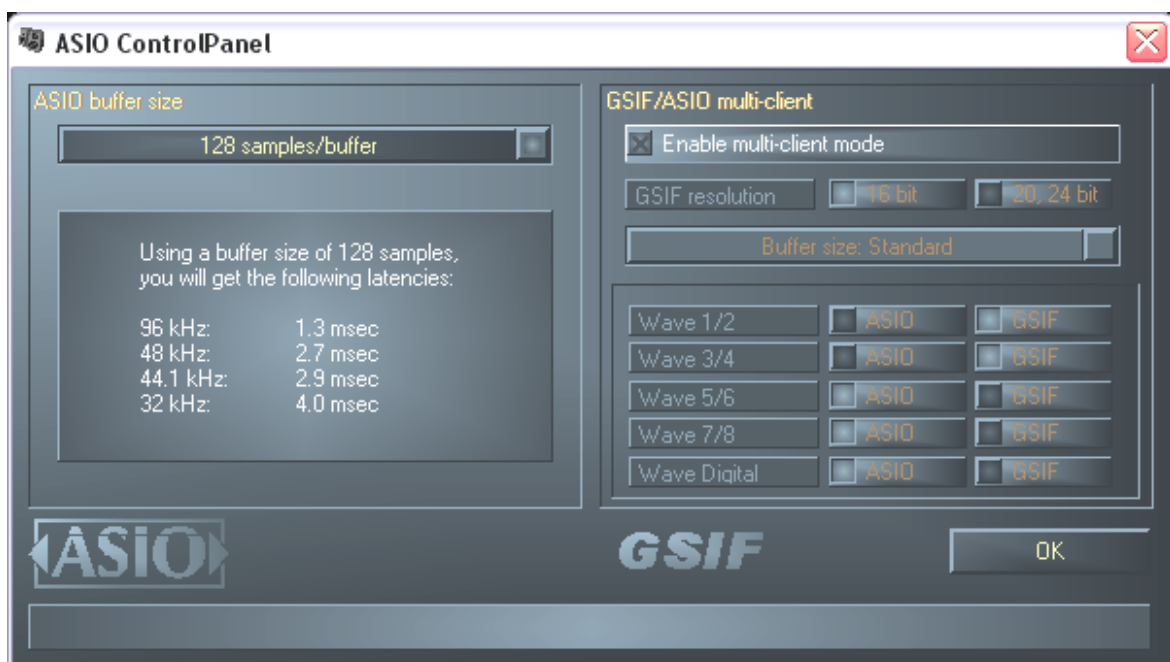 ASIO ControlPanel
ASIO buffer size
128 samples/buffer
Using a buffer size of 128 samples,
you will get the following latencies:
96 kHz: 1.3 msec
48 kHz: 2.7 msec
44.1 kHz: 2.9 msec
32 kHz: 4.0 msec
GSIF/ASIO multi-client
Enable multi-client mode
GSIF resolution 16 bit 20, 24 bit
Buffer size: Standard
Wave 1/2 ASIO GSIF
Wave 3/4 ASIO GSIF
Wave 5/6 ASIO GSIF
Wave 7/8 ASIO GSIF
Wave Digital ASIO GSIF
ASiO
GSIF
OK